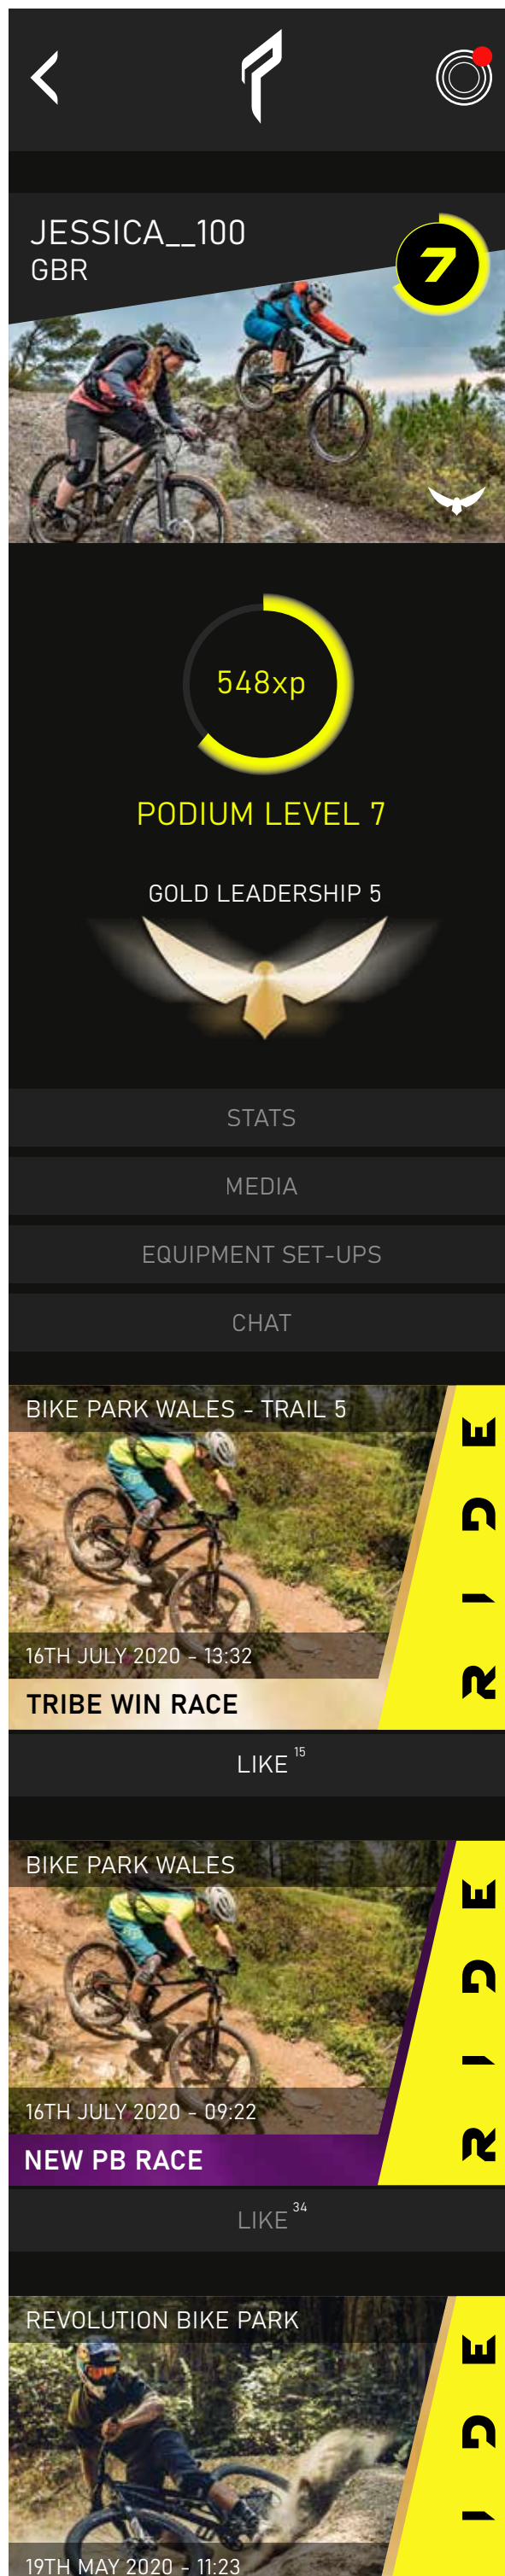 JESSICA__100
GBR
7
548xp
PODIUM LEVEL 7
GOLD LEADERSHIP 5
STATS
MEDIA
EQUIPMENT SET-UPS
CHAT
BIKE PARK WALES - TRAIL 5
RIDE
16TH JULY 2020 - 13:32
TRIBE WIN RACE
LIKE 15
BIKE PARK WALES
RIDE
16TH JULY 2020 - 09:22
NEW PB RACE
LIKE 34
REVOLUTION BIKE PARK
IDE
19TH MAY 2020 - 11:23